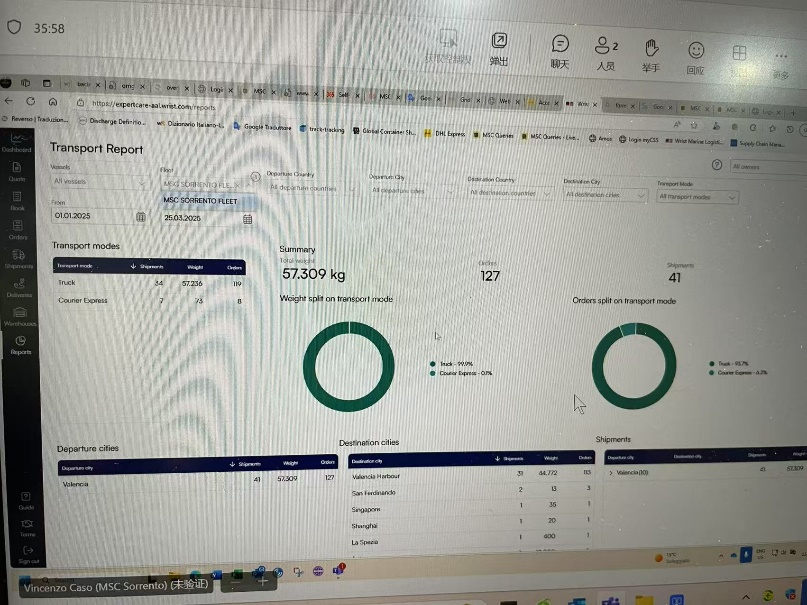 35:58
弹出
聊天
人员
2
举手
回应
更多
https://expertcare-aal.wrist.com/reports
Reverso | Traduzion...
Discharge Definitio...
Dizionario Italiano-I...
Google Traduttore
track-tracking
Global Container Sh...
DHL Express
MSC Queries
MSC Queries - Live...
Amos
Login myCSS
Wrist Marine Logisti...
Dashboard
Quotes
Book
Orders
Shipments
Deliveries
Warehouses
Reports
Guide
Terms
Sign out
Transport Report
Vessels
All vessels
Fleet
MSC SORRENTO FLE...
MSC SORRENTO FLEET
Departure Country
All departure countries
Departure City
All departure cities
Destination Country
All destination countries
Destination City
All destination cities
Transport Mode
All transport modes
All owners
From
01.01.2025
25.03.2025
Transport modes
Transport mode Shipments Weight Orders
Truck 34 57.236 119
Courier Express 7 73 8
Summary
Total weight
57.309 kg
Orders
127
Shipments
41
Weight split on transport mode
Truck - 99.9%
Courier Express - 0.1%
Orders split on transport mode
Truck - 93.7%
Courier Express - 6.3%
Departure cities
Departure city Shipments Weight Orders
Valencia 41 57.309 127
Destination cities
Destination city Shipments Weight Orders
Valencia Harbour 31 44.772 113
San Ferdinando 2 13 3
Singapore 1 35 1
Shanghai 1 20 1
La Spezia 1 400 1
Shipments
Departure city Destination city Shipments Weight
Valencia (10) 41 57.309
Vincenzo Caso (MSC Sorrento) (未验证)